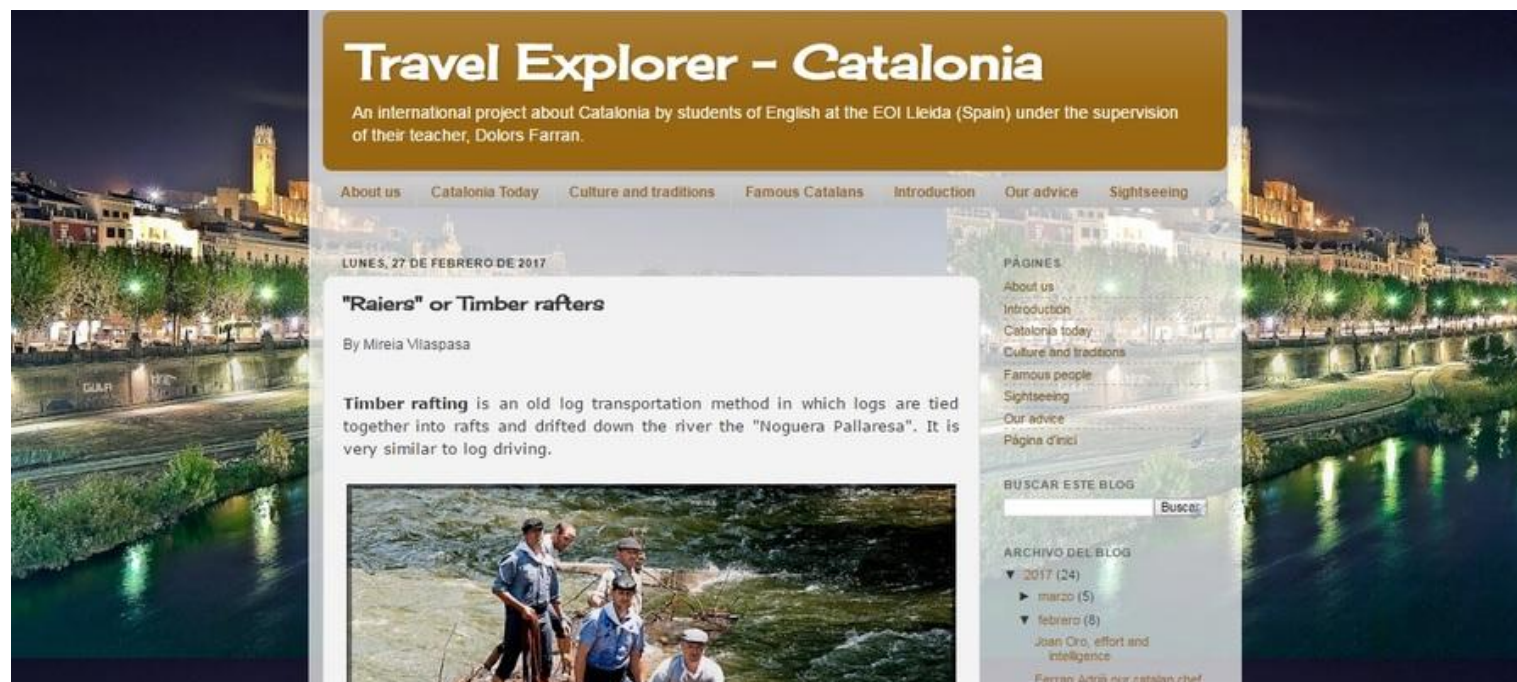 Travel Explorer - Catalonia
An international project about Catalonia by students of English at the EOI Lleida (Spain) under the supervision
of their teacher, Dolors Farran.
About us Catalonia Today Culture and traditions Famous Catalans Introduction Our advice Sightseeing
LUNES, 27 DE FEBRERO DE 2017
"Raiers" or Timber rafters
By Mireia Vilaspasa
Timber rafting is an old log transportation method in which logs are tied
together into rafts and drifted down the river the "Noguera Pallaresa". It is
very similar to log driving.
PÀGINES
About us
Introduction
Catalonia today
Culture and traditions
Famous people
Sightseeing
Our advice
Pàgina d'inici
BUSCAR ESTE BLOG
Buscar
ARCHIVO DEL BLOG
▼ 2017 (24)
► marzo (5)
▼ febrero (8)
Joan Oro, effort and
intelligence
Ferran Adrià our catalan chef